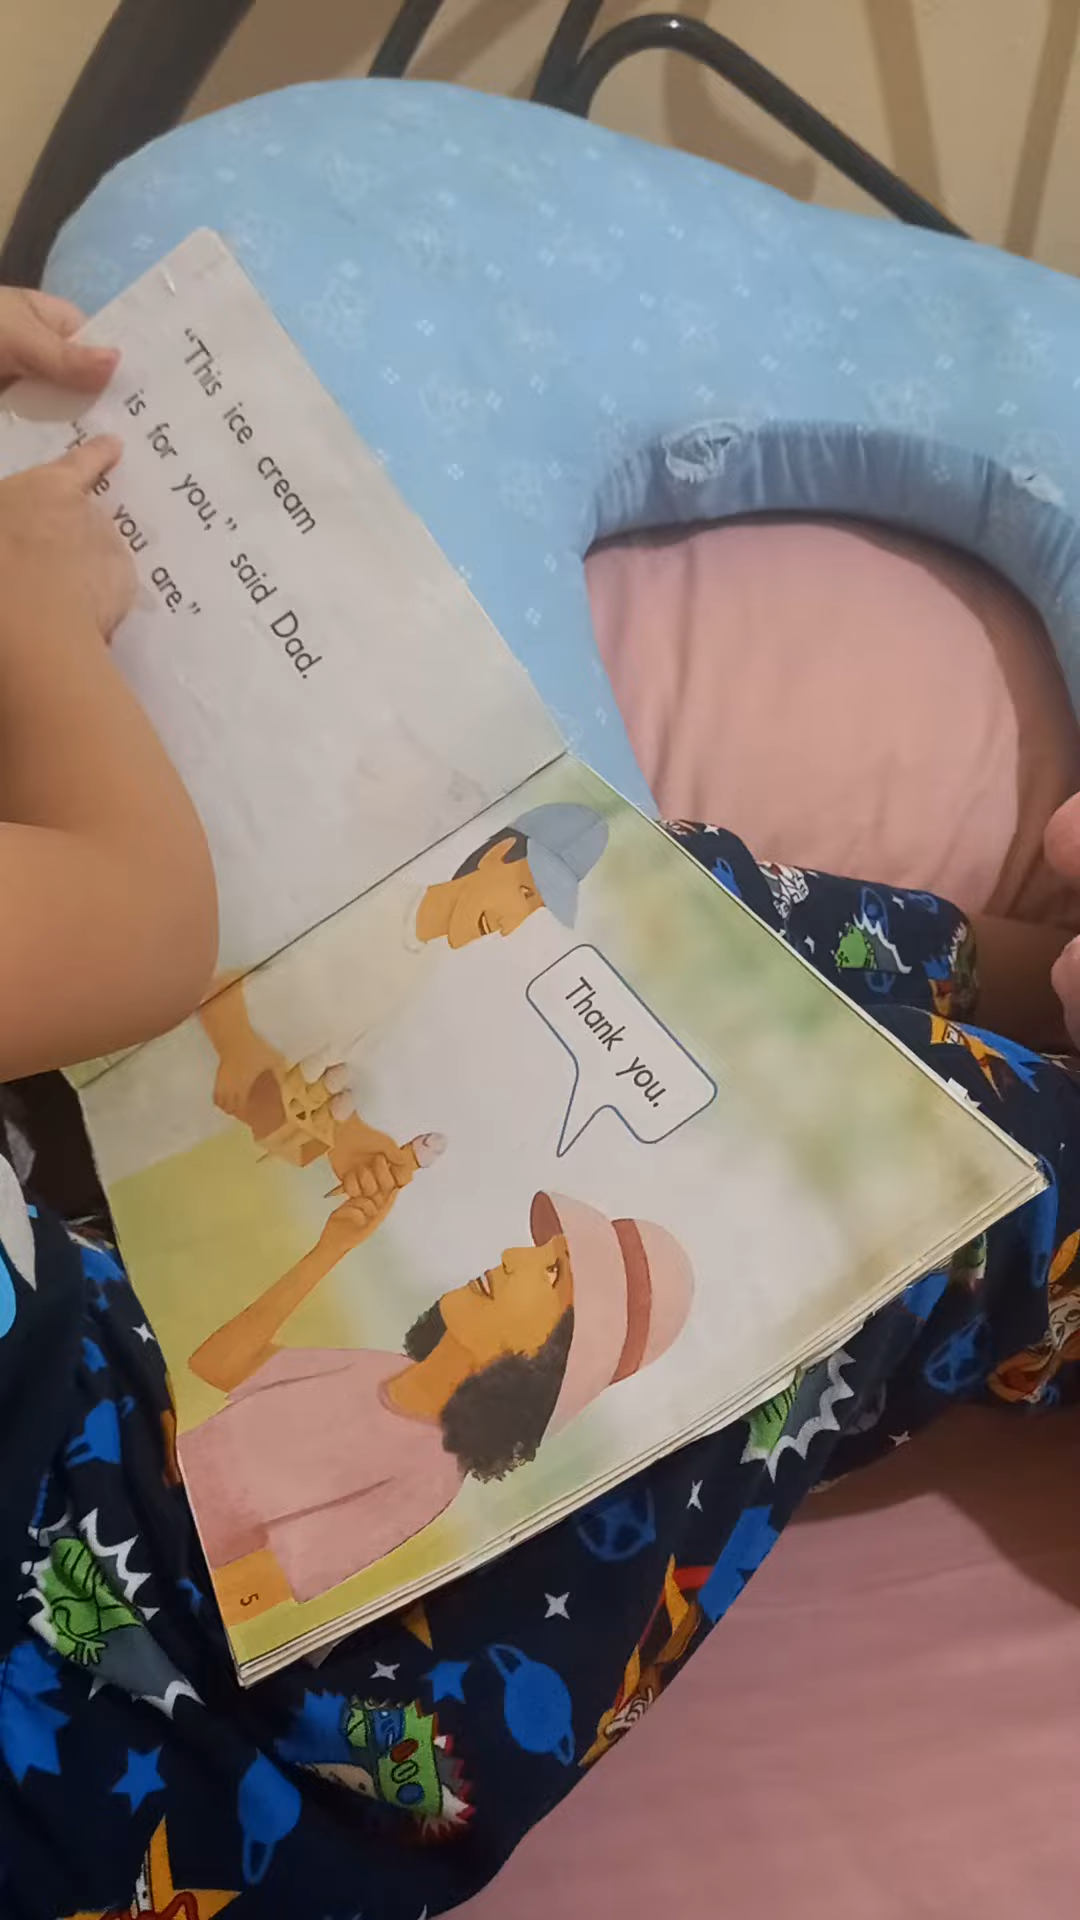 “This ice cream
is for you,” said Dad.
you are.”
Thank you.
5